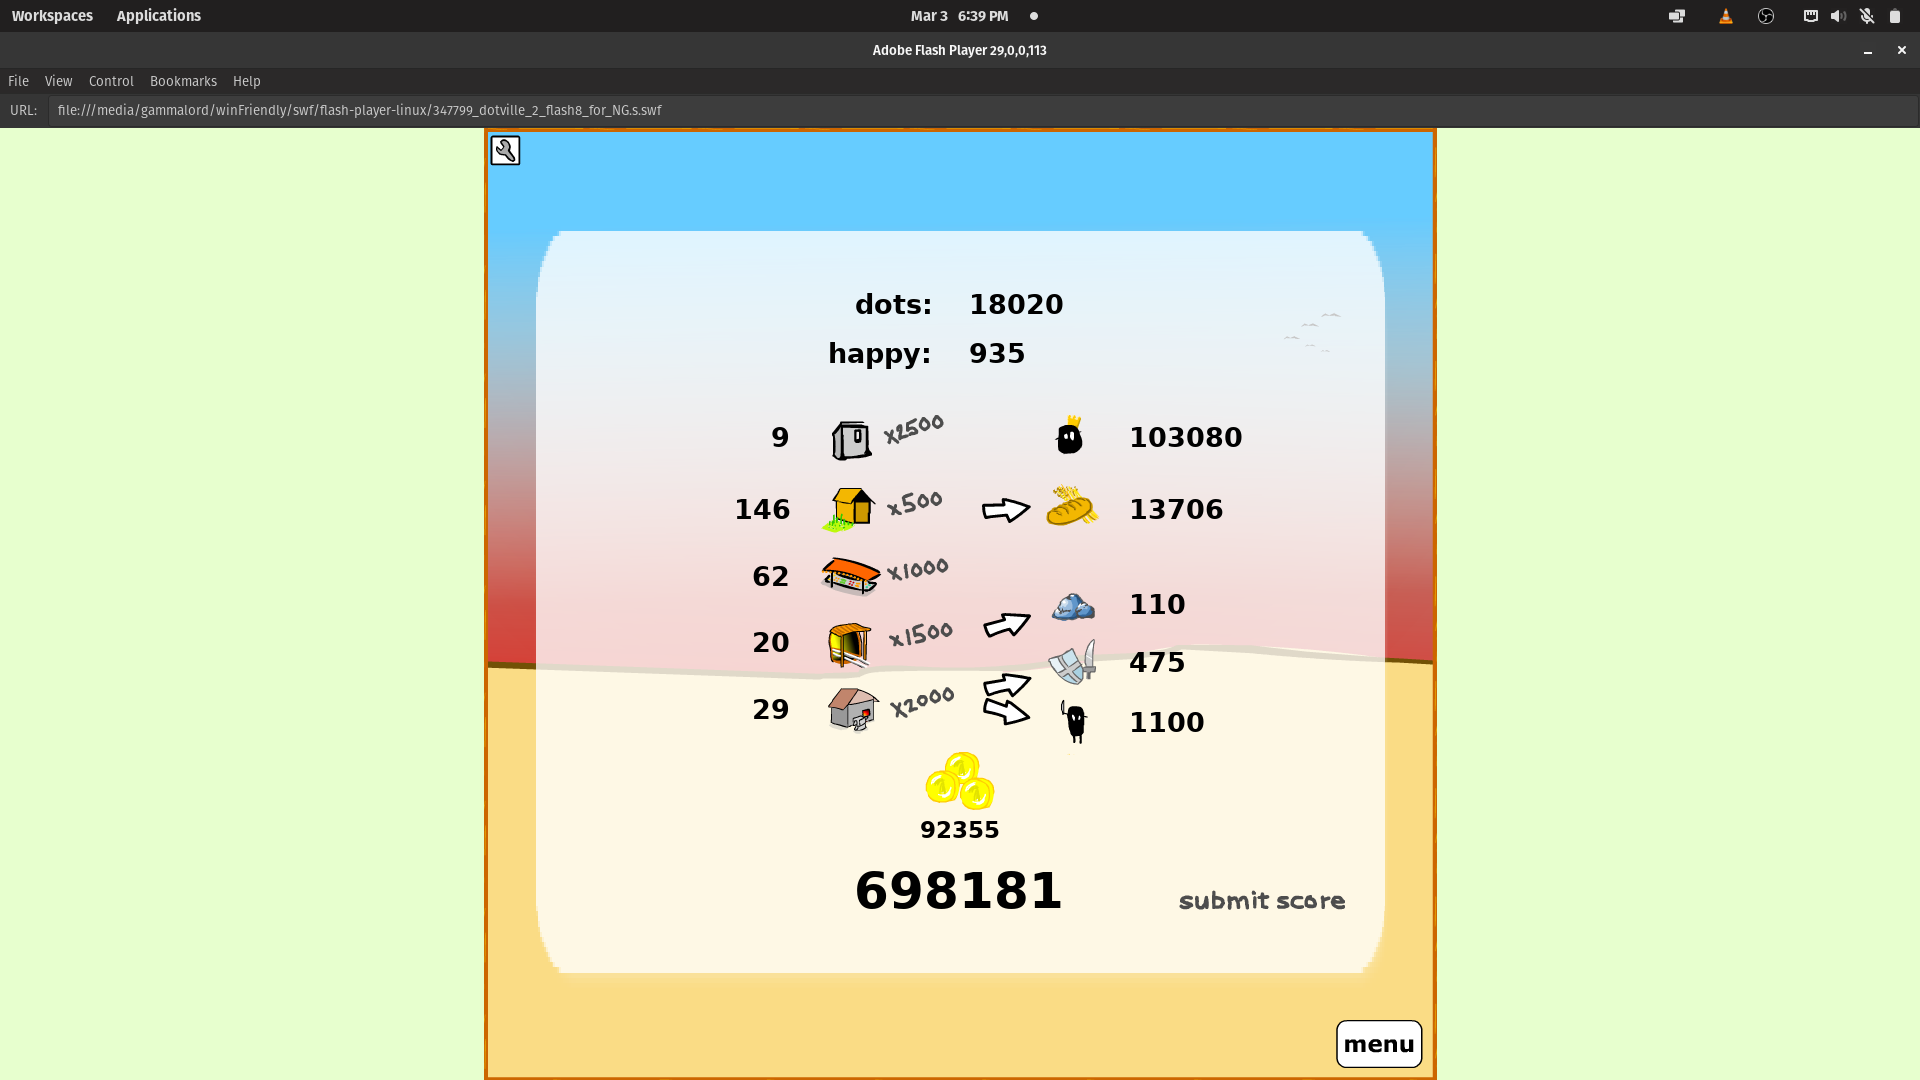 Workspaces Applications Mar 3 6:39 PM
Adobe Flash Player 29,0,0,113
File View Control Bookmarks Help
URL: file:///media/gammalord/winFriendly/swf/flash-player-linux/347799_dotville_2_flash8_for_NG.s.swf
dots: 18020
happy: 935
9 x2500 103080
146 x500 13706
62 x1000
110
20 x1500
475
29 x2000
1100
92355
698181
submit score
menu